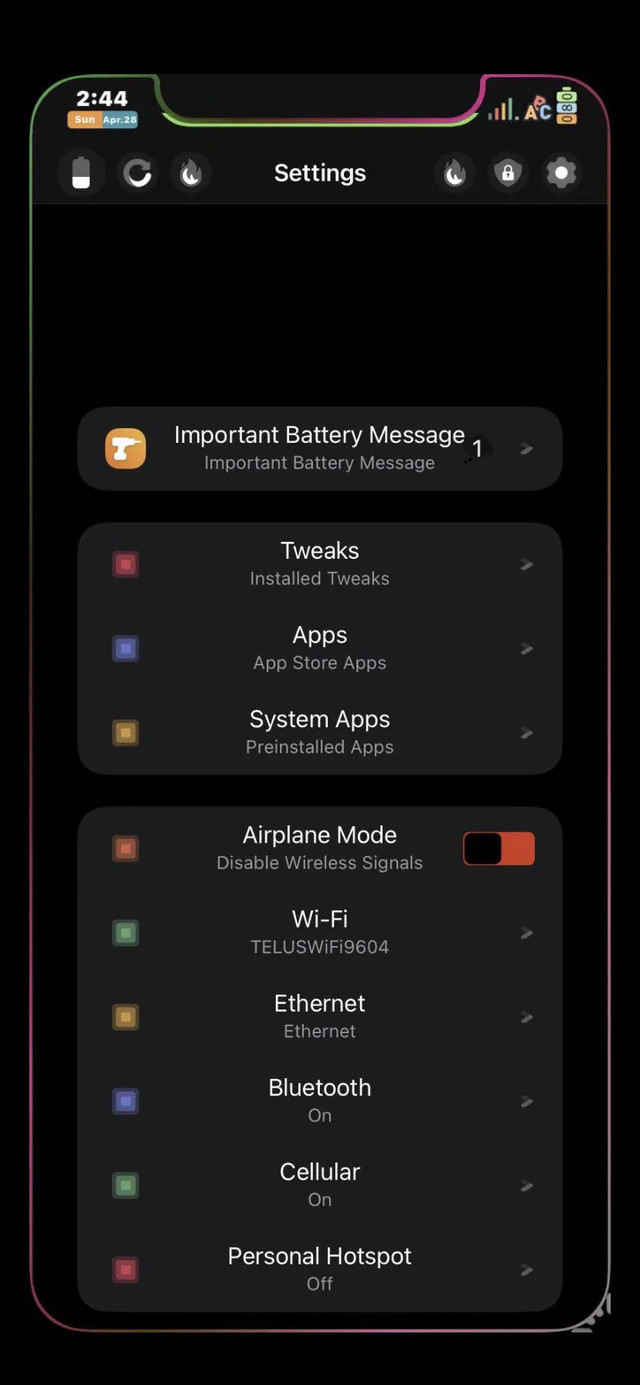 2:44
Sun Apr.28
Settings
Important Battery Message
Important Battery Message
1
Tweaks
Installed Tweaks
Apps
App Store Apps
System Apps
Preinstalled Apps
Airplane Mode
Disable Wireless Signals
Wi-Fi
TELUSWiFi9604
Ethernet
Ethernet
Bluetooth
On
Cellular
On
Personal Hotspot
Off